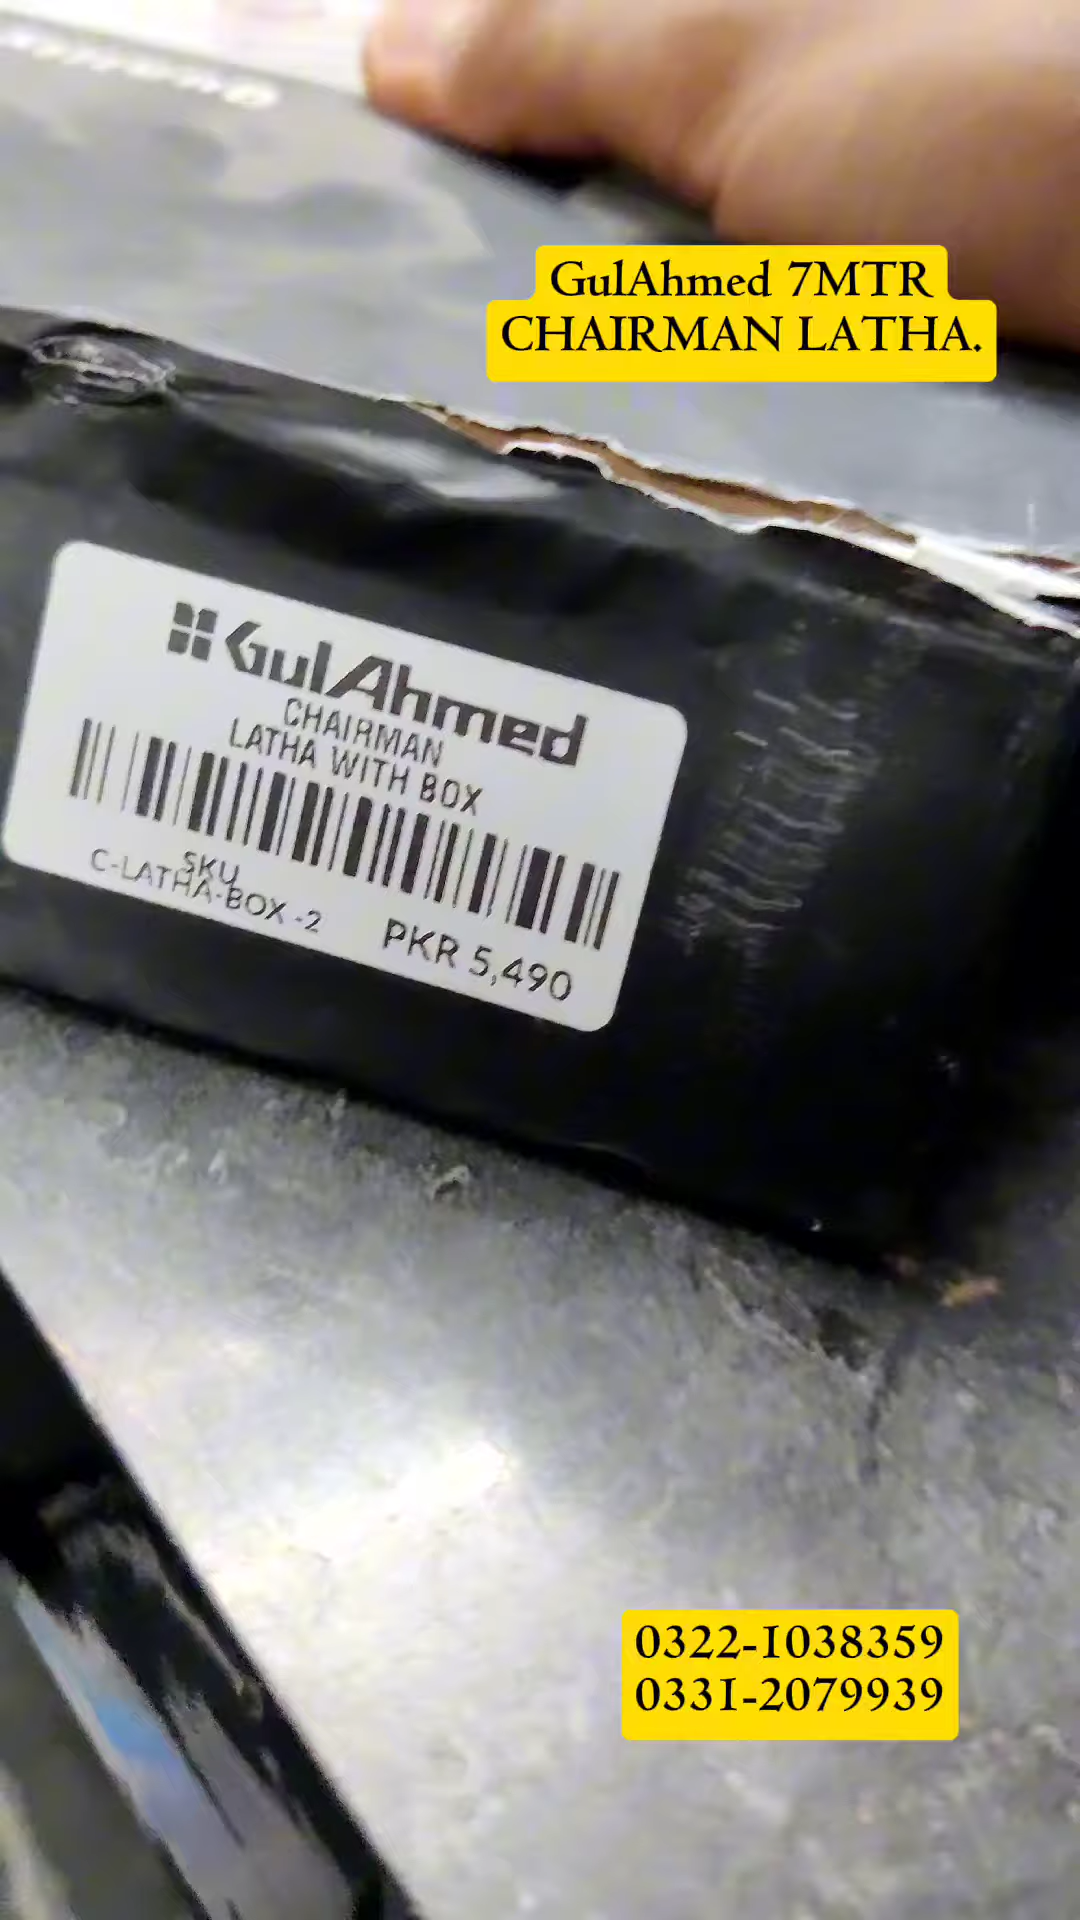 GulAhmed 7MTR
CHAIRMAN LATHA.
GulAhmed
CHAIRMAN
LATHA WITH BOX
SKU
C-LATHA-BOX -2
PKR 5,490
0322-1038359
0331-2079939